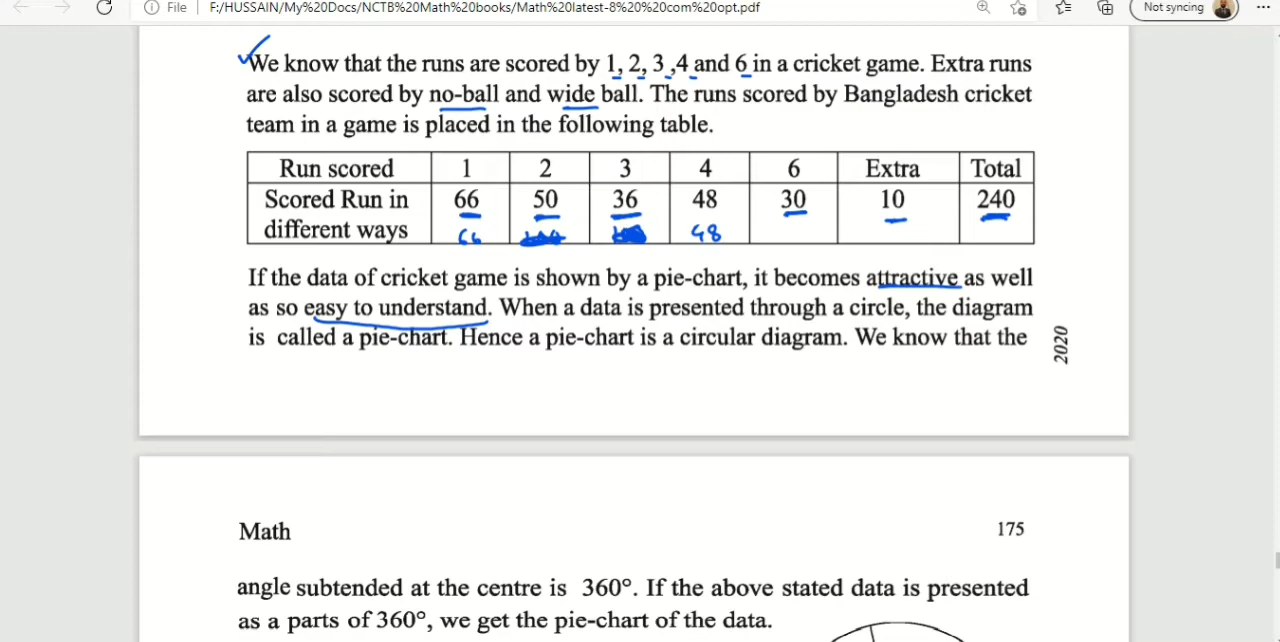 File F:/HUSSAIN/My%20Docs/NCTB%20Math%20books/Math%20latest-8%20%20com%20opt.pdf Not syncing
We know that the runs are scored by 1, 2, 3 ,4 and 6 in a cricket game. Extra runs
are also scored by no-ball and wide ball. The runs scored by Bangladesh cricket
team in a game is placed in the following table.
Run scored 1 2 3 4 6 Extra Total
Scored Run in 66 50 36 48 30 10 240
different ways 66 48
If the data of cricket game is shown by a pie-chart, it becomes attractive as well
as so easy to understand. When a data is presented through a circle, the diagram
is called a pie-chart. Hence a pie-chart is a circular diagram. We know that the
2020
Math 175
angle subtended at the centre is 360°. If the above stated data is presented
as a parts of 360°, we get the pie-chart of the data.